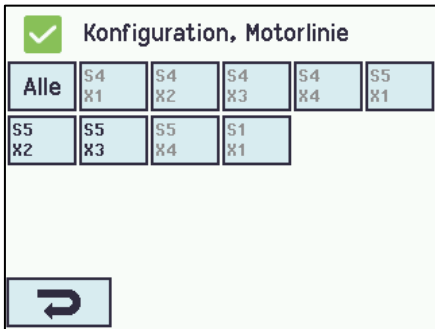 Konfiguration, Motorlinie
Alle S4 S4 S4 S4 S5
X1 X2 X3 X4 X1
S5 S5 S5 S1
X2 X3 X4 X1